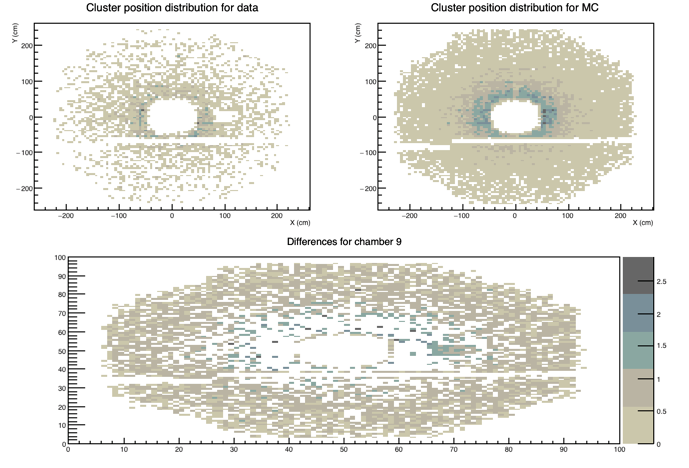 Cluster position distribution for data
Y (cm)
200
100
0
−100
−200
−200 −100 0 100 200
X (cm)
Cluster position distribution for MC
Y (cm)
200
100
0
−100
−200
−200 −100 0 100 200
X (cm)
Differences for chamber 9
100
90
80
70
60
50
40
30
20
10
0
0 10 20 30 40 50 60 70 80 90 100
2.5
2
1.5
1
0.5
0